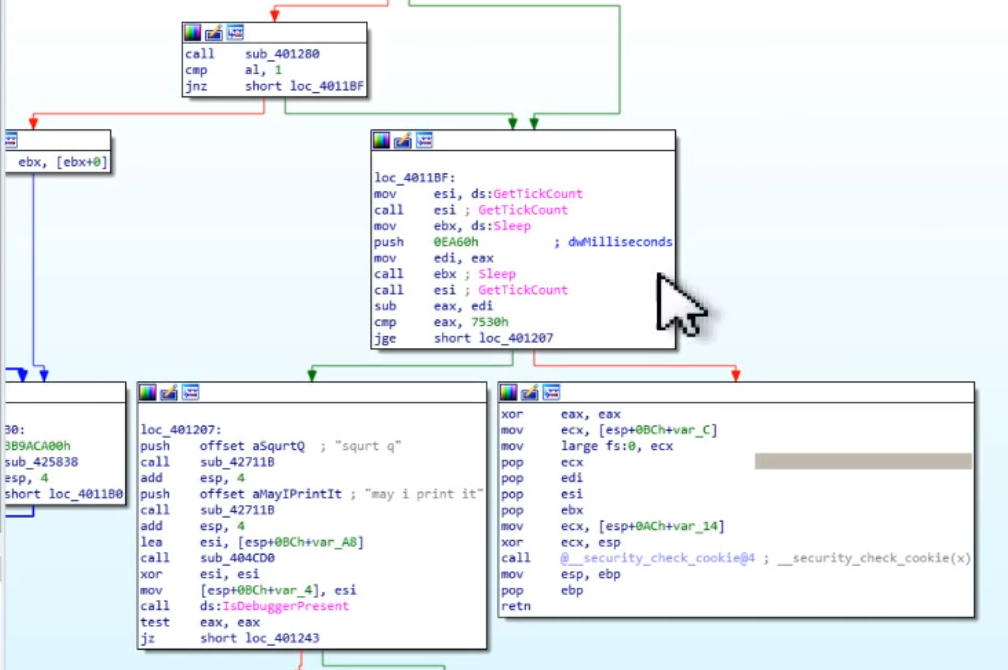 call sub_401280
cmp al, 1
jnz short loc_4011BF
ebx, [ebx+0]
loc_4011BF:
mov esi, ds:GetTickCount
call esi ; GetTickCount
mov ebx, ds:Sleep
push 0EA60h ; dwMilliseconds
mov edi, eax
call ebx ; Sleep
call esi ; GetTickCount
sub eax, edi
cmp eax, 7530h
jge short loc_401207
30:
3B9ACA00h
sub_425838
esp, 4
short loc_4011B0
loc_401207:
push offset aSqurtQ ; "squrt q"
call sub_42711B
add esp, 4
push offset aMayIPrintIt ; "may i print it"
call sub_42711B
add esp, 4
lea esi, [esp+0BCh+var_A8]
call sub_404CD0
xor esi, esi
mov [esp+0BCh+var_4], esi
call ds:IsDebuggerPresent
test eax, eax
jz short loc_401243
xor eax, eax
mov ecx, [esp+0BCh+var_C]
mov large fs:0, ecx
pop ecx
pop edi
pop esi
pop ebx
mov ecx, [esp+0ACh+var_14]
xor ecx, esp
call @__security_check_cookie@4 ; __security_check_cookie(x)
mov esp, ebp
pop ebp
retn